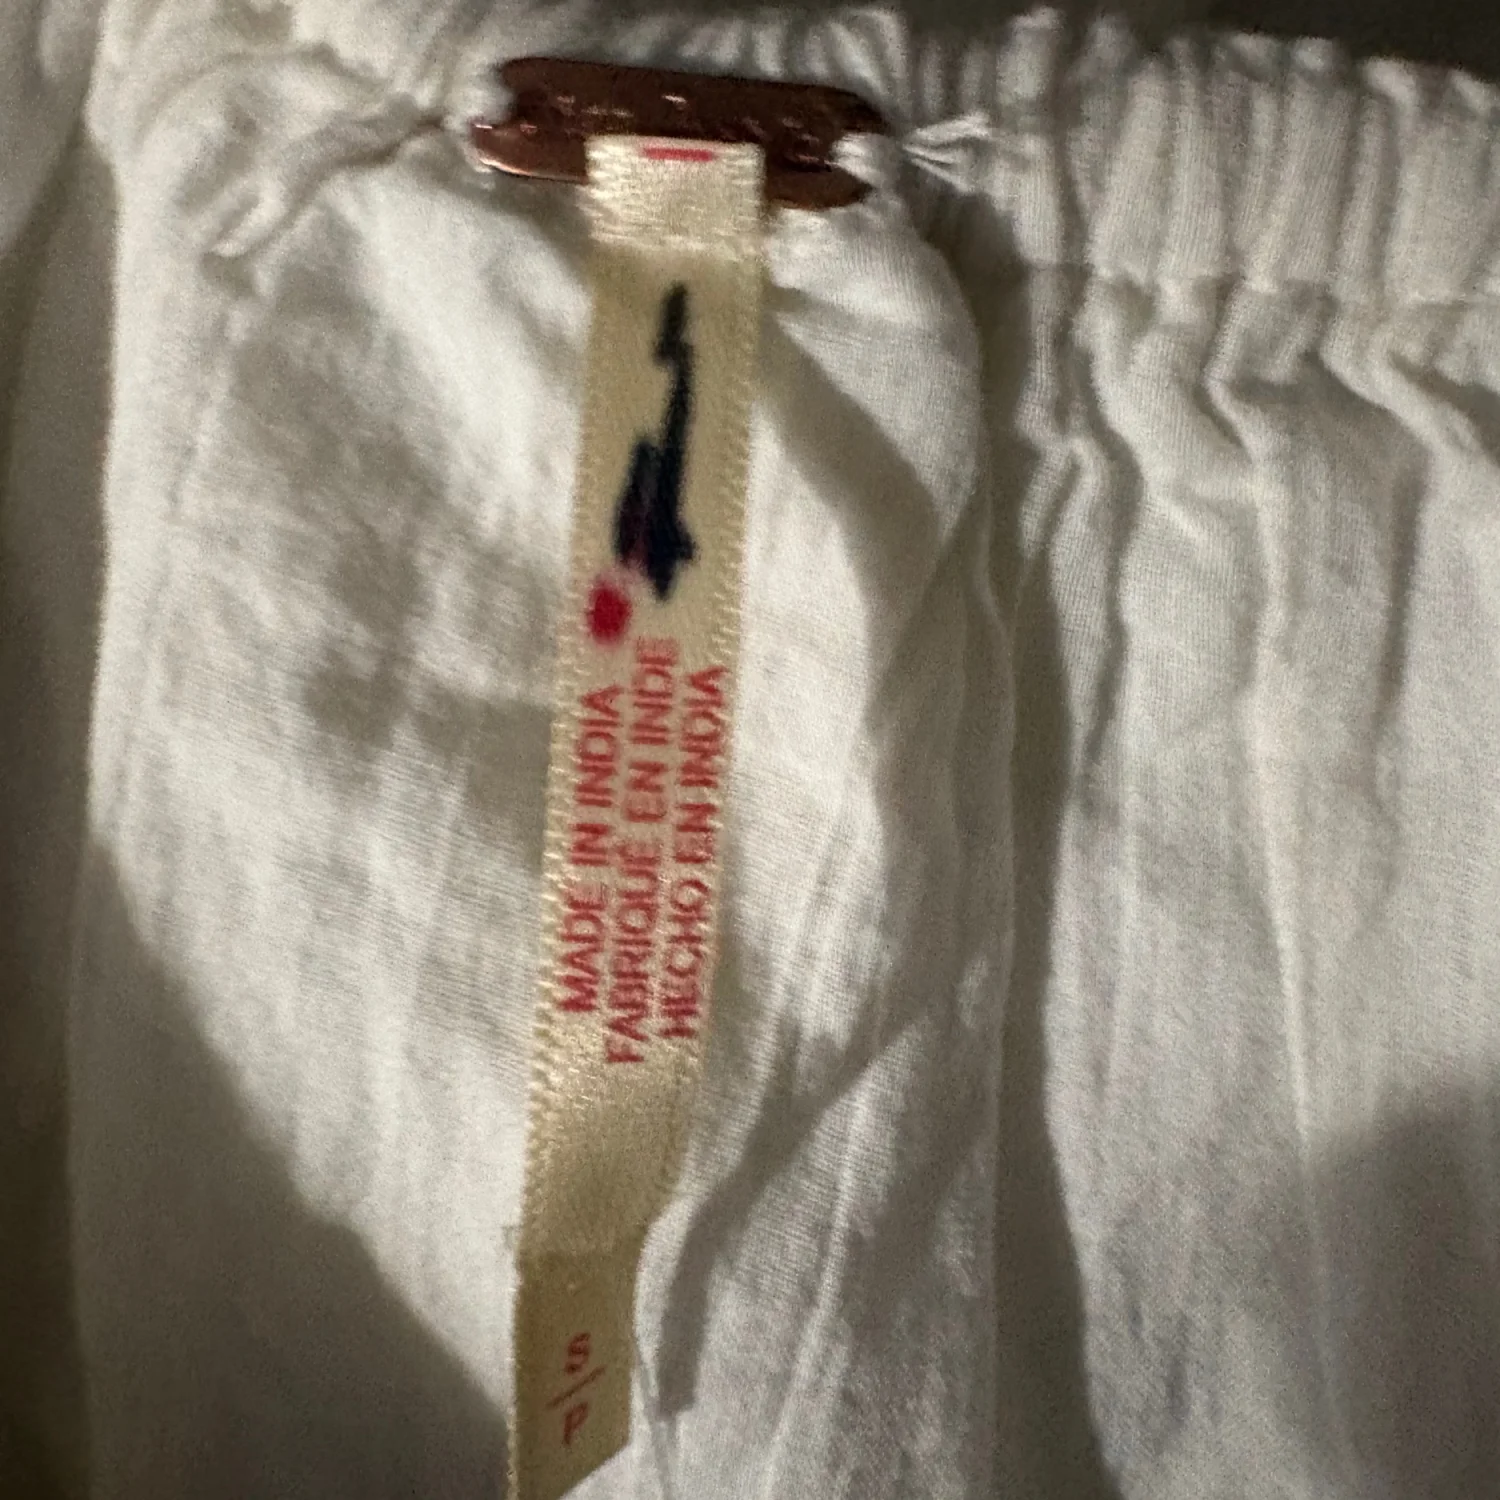 MADE IN INDIA
FABRIQUÉ EN INDE
HECHO EN INDIA
P/S